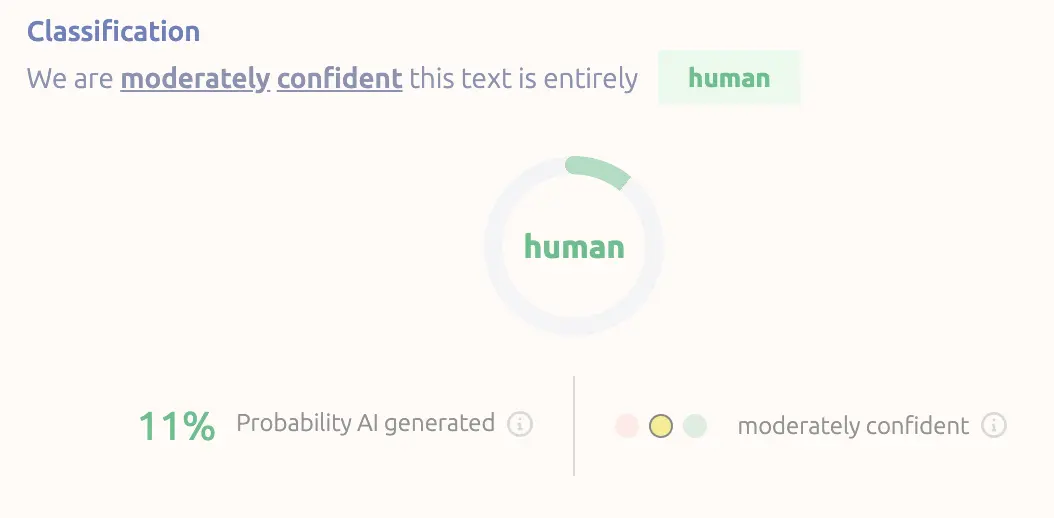 Classification
We are moderately confident this text is entirely human
human
11% Probability AI generated
moderately confident